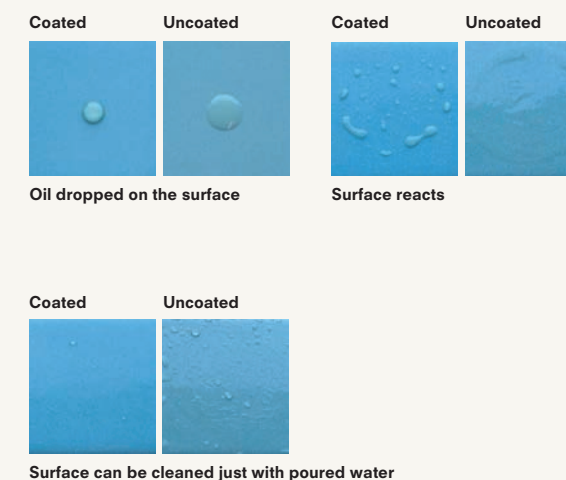 Coated Uncoated
Oil dropped on the surface
Coated Uncoated
Surface reacts
Coated Uncoated
Surface can be cleaned just with poured water